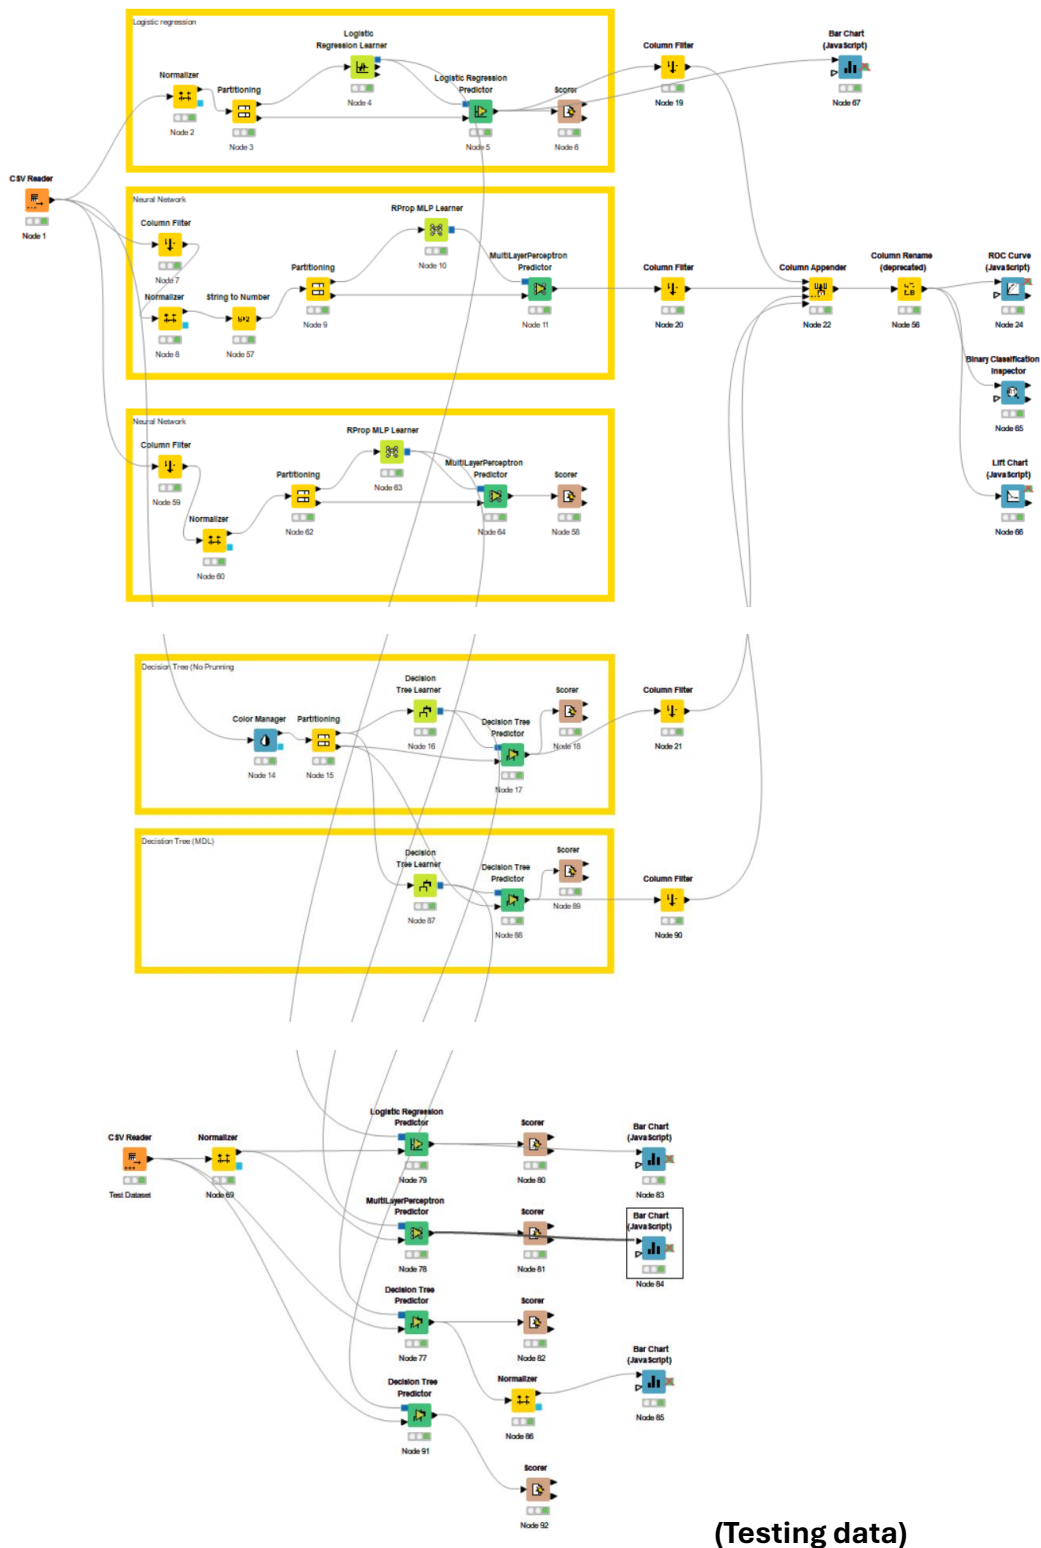 Logistic regression
Logistic
Regression Learner
Node 4
Normalizer
Node 2
Partitioning
Node 3
Logistic Regression
Predictor
Node 5
Scorer
Node 6
Column Filter
Node 19
Bar Chart
(JavaScript)
Node 67
CSV Reader
Node 1
Neural Network
Column Filter
Node 7
Normalizer
Node 8
String to Number
Node 57
Partitioning
Node 9
RProp MLP Learner
Node 10
MultiLayerPerceptron
Predictor
Node 11
Column Filter
Node 20
Column Appender
Node 22
Column Rename
(deprecated)
Node 56
ROC Curve
(JavaScript)
Node 24
Binary Classification
Inspector
Node 65
Lift Chart
(JavaScript)
Node 66
Neural Network
Column Filter
Node 59
Normalizer
Node 60
Partitioning
Node 62
RProp MLP Learner
Node 63
MultiLayerPerceptron
Predictor
Node 64
Scorer
Node 58
Decision Tree (No Prunning
Color Manager
Node 14
Partitioning
Node 15
Decision
Tree Learner
Node 16
Decision Tree
Predictor
Node 17
Scorer
Node 18
Column Filter
Node 21
Decistion Tree (MDL)
Decision
Tree Learner
Node 87
Decision Tree
Predictor
Node 88
Scorer
Node 89
Column Filter
Node 90
CSV Reader
Test Dataset
Normalizer
Node 69
Logistic Regression
Predictor
Node 79
Scorer
Node 80
Bar Chart
(JavaScript)
Node 83
MultiLayerPerceptron
Predictor
Node 78
Scorer
Node 81
Bar Chart
(JavaScript)
Node 84
Decision Tree
Predictor
Node 77
Scorer
Node 82
Normalizer
Node 86
Bar Chart
(JavaScript)
Node 85
Decision Tree
Predictor
Node 91
Scorer
Node 92
(Testing data)